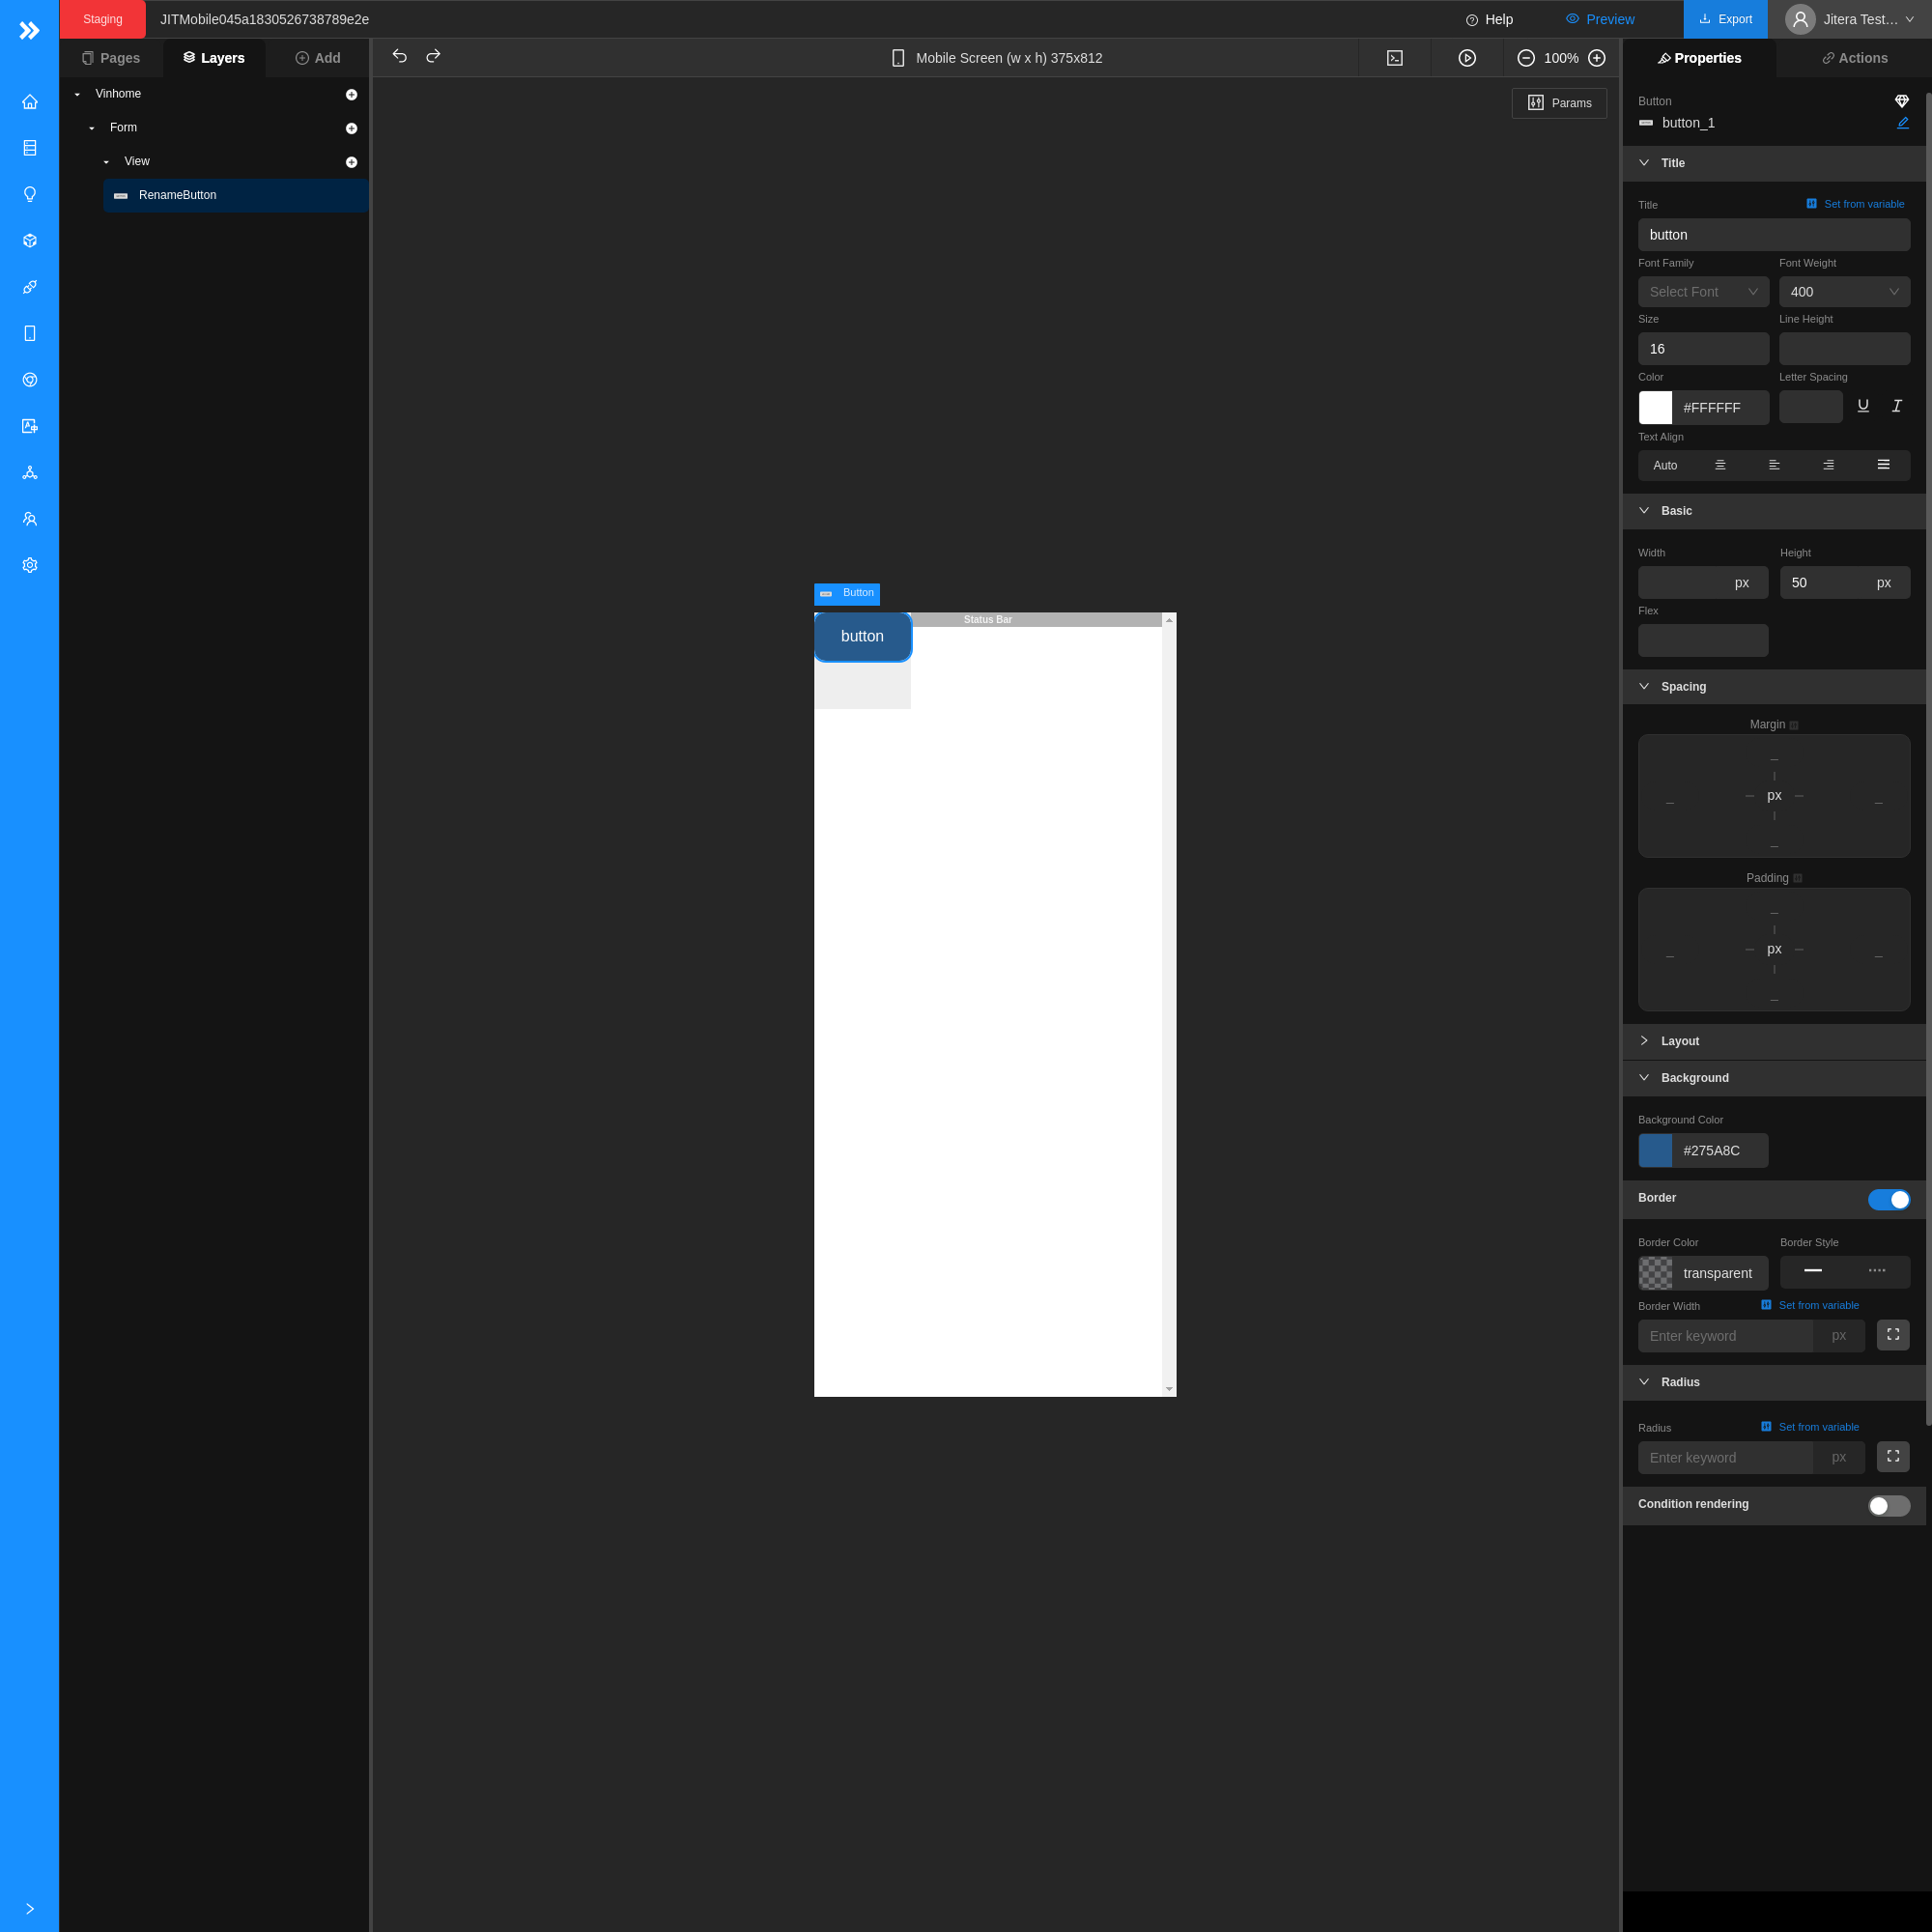 Staging
JITMobile045a1830526738789e2e
Help
Preview
Export
Jitera Test...
Pages
Layers
Add
Mobile Screen (w x h) 375x812
100%
Properties
Actions
Vinhome
Form
View
RenameButton
Params
Button
button
Status Bar
Button
button_1
Title
Title
Set from variable
button
Font Family
Font Weight
Select Font
400
Size
Line Height
16
Color
Letter Spacing
#FFFFFF
Text Align
Auto
Basic
Width
Height
px
50
px
Flex
Spacing
Margin
px
Padding
px
Layout
Background
Background Color
#275A8C
Border
Border Color
Border Style
transparent
Border Width
Set from variable
Enter keyword
px
Radius
Radius
Set from variable
Enter keyword
px
Condition rendering